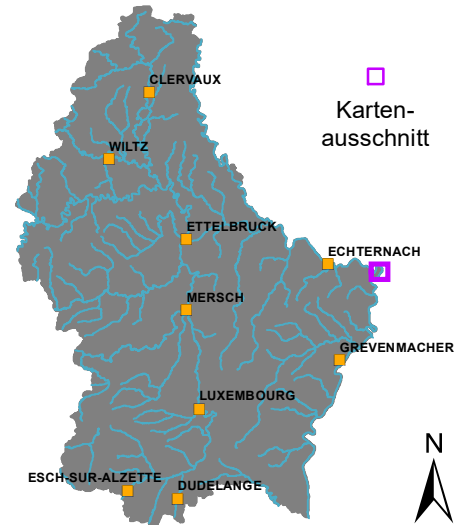 CLERVAUX
Karten-
ausschnitt
WILTZ
ETTELBRUCK
ECHTERNACH
MERSCH
GREVENMACHER
LUXEMBOURG
N
ESCH-SUR-ALZETTE
DUDELANGE